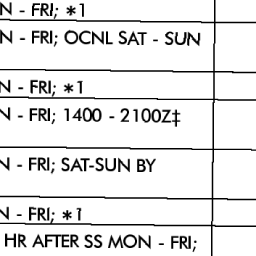 N - FRI; *1
N - FRI; OCNL SAT - SUN
N - FRI; *1
N - FRI; 1400 - 2100Z‡
N - FRI; SAT-SUN BY
N - FRI; *1
HR AFTER SS MON - FRI;